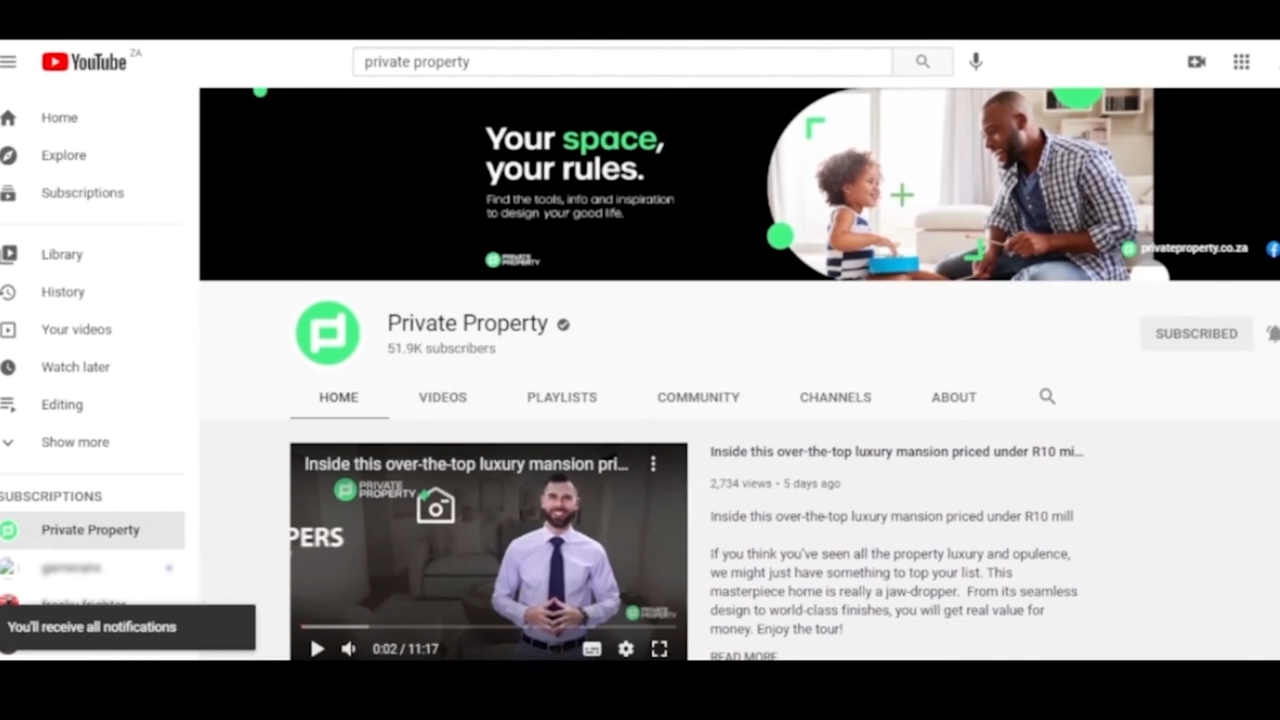 YouTube ZA
private property
Home
Explore
Subscriptions
Library
History
Your videos
Watch later
Editing
Show more
SUBSCRIPTIONS
Private Property
You'll receive all notifications
Your space,
your rules.
Find the tools, info and inspiration
to design your good life.
PRIVATE
PROPERTY
privateproperty.co.za
Private Property
51.9K subscribers
SUBSCRIBED
HOME VIDEOS PLAYLISTS COMMUNITY CHANNELS ABOUT
Inside this over-the-top luxury mansion pri...
PRIVATE
PROPERTY
PERS
PRIVATE
PROPERTY
0:02 / 11:17
Inside this over-the-top luxury mansion priced under R10 mi...
2,734 views • 5 days ago
Inside this over-the-top luxury mansion priced under R10 mill
If you think you've seen all the property luxury and opulence,
we might just have something to top your list. This
masterpiece home is really a jaw-dropper. From its seamless
design to world-class finishes, you will get real value for
money. Enjoy the tour!
READ MORE